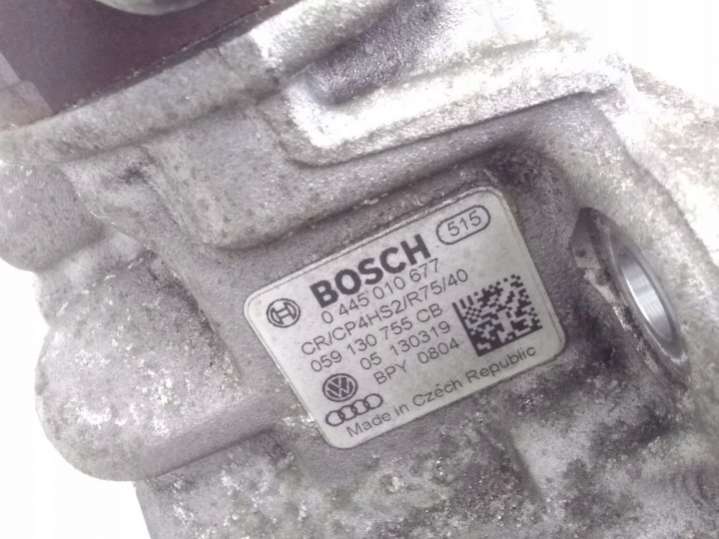 BOSCH 515
0 445 010 677
CR/CP4HS2/R75/40
059 130 755 CB
05 130319
BPY 0804
Made in Czech Republic